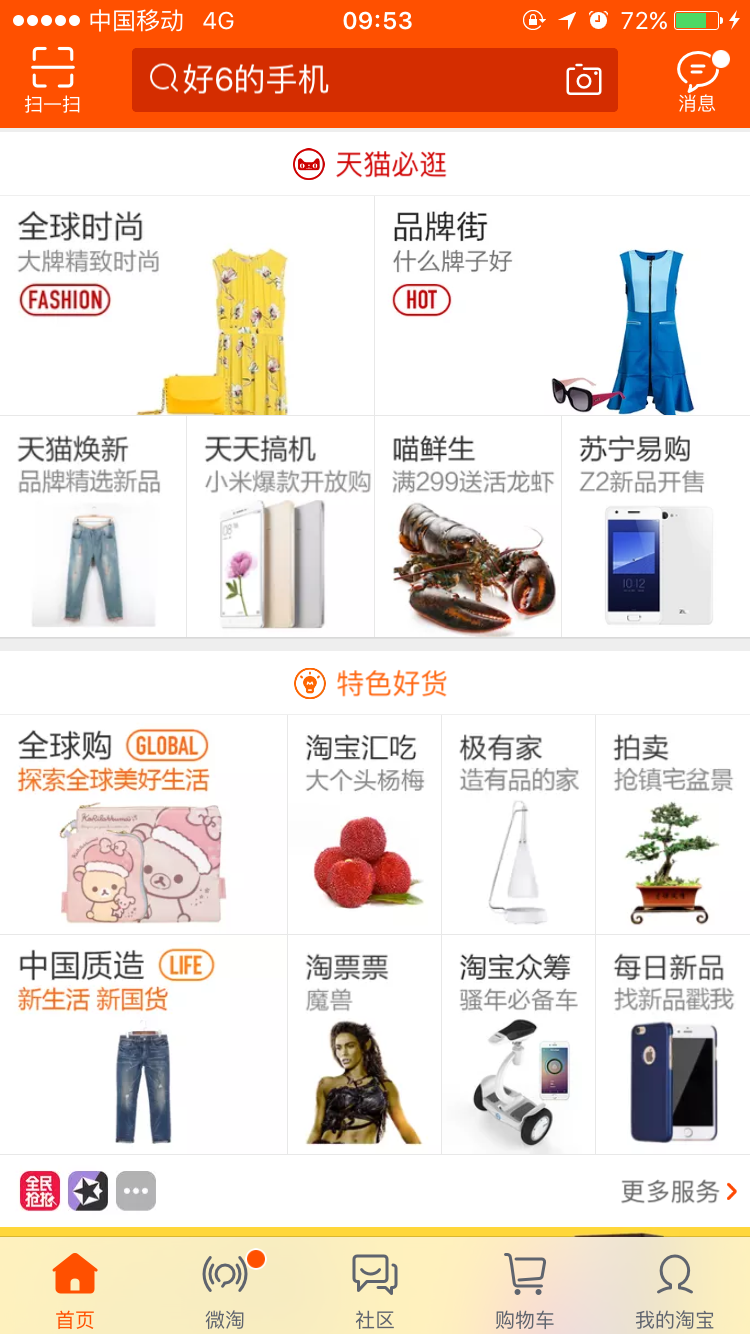 中国移动 4G 09:53 72%
扫一扫
好6的手机
消息
天猫必逛
全球时尚
大牌精致时尚
FASHION
品牌街
什么牌子好
HOT
天猫焕新
品牌精选新品
天天搞机
小米爆款开放购
喵鲜生
满299送活龙虾
苏宁易购
Z2新品开售
10:12
特色好货
全球购 GLOBAL
探索全球美好生活
淘宝汇吃
大个头杨梅
极有家
造有品的家
拍卖
抢镇宅盆景
中国质造 LIFE
新生活 新国货
淘票票
魔兽
淘宝众筹
骚年必备车
每日新品
找新品戳我
全民
抢拍
更多服务
首页
微淘
社区
购物车
我的淘宝